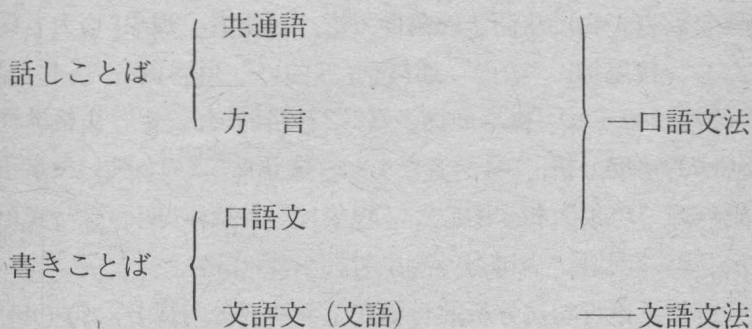 共通語
話しことば
方言 ―口語文法
口語文
書きことば
文語文（文語） ――文語文法